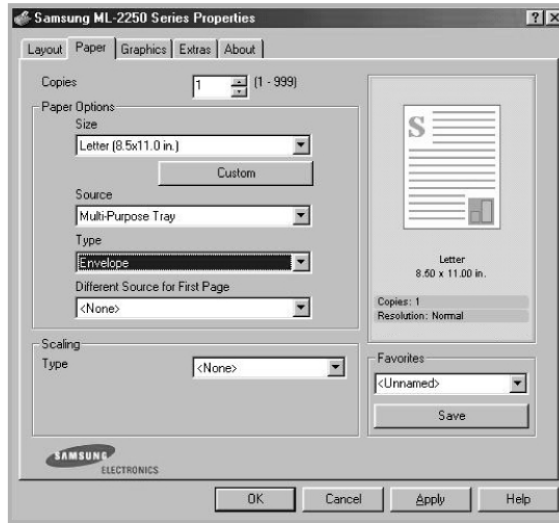 Samsung ML-2250 Series Properties
Layout Paper Graphics Extras About
Copies 1 (1 - 999)
Paper Options
Size
Letter (8.5x11.0 in.)
Custom
Source
Multi-Purpose Tray
Type
Envelope
Different Source for First Page
<None>
Scaling
Type <None>
S
Letter
8.50 x 11.00 in.
Copies: 1
Resolution: Normal
Favorites
<Unnamed>
Save
SAMSUNG
ELECTRONICS
OK Cancel Apply Help